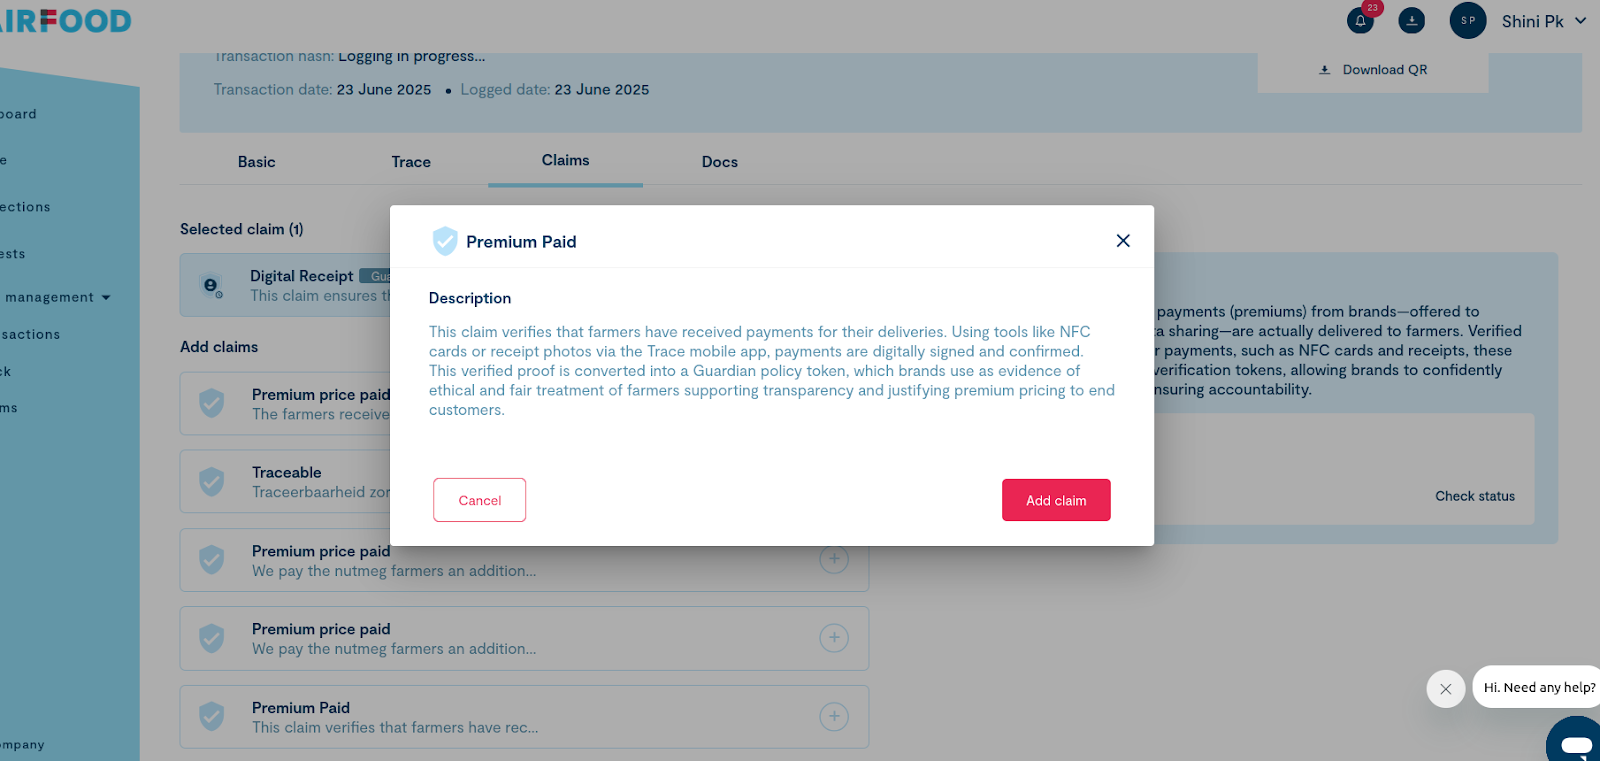 AIRFOOD
23
S P
Shini Pk
Transaction hash: Logging in progress...
Download QR
Transaction date: 23 June 2025 • Logged date: 23 June 2025
oard
e
ections
ests
management
sactions
ck
ms
ompany
Basic
Trace
Claims
Docs
Selected claim (1)
Digital Receipt
Gua
This claim ensures th
Add claims
Premium price paid
The farmers receive
Traceable
Traceerbaarheid zor
Premium price paid
We pay the nutmeg farmers an addition...
Premium price paid
We pay the nutmeg farmers an addition...
Premium Paid
This claim verifies that farmers have rec...
Premium Paid
Description
This claim verifies that farmers have received payments for their deliveries. Using tools like NFC
cards or receipt photos via the Trace mobile app, payments are digitally signed and confirmed.
This verified proof is converted into a Guardian policy token, which brands use as evidence of
ethical and fair treatment of farmers supporting transparency and justifying premium pricing to end
customers.
Cancel
Add claim
payments (premiums) from brands—offered to
a sharing—are actually delivered to farmers. Verified
r payments, such as NFC cards and receipts, these
verification tokens, allowing brands to confidently
nsuring accountability.
Check status
Hi. Need any help?